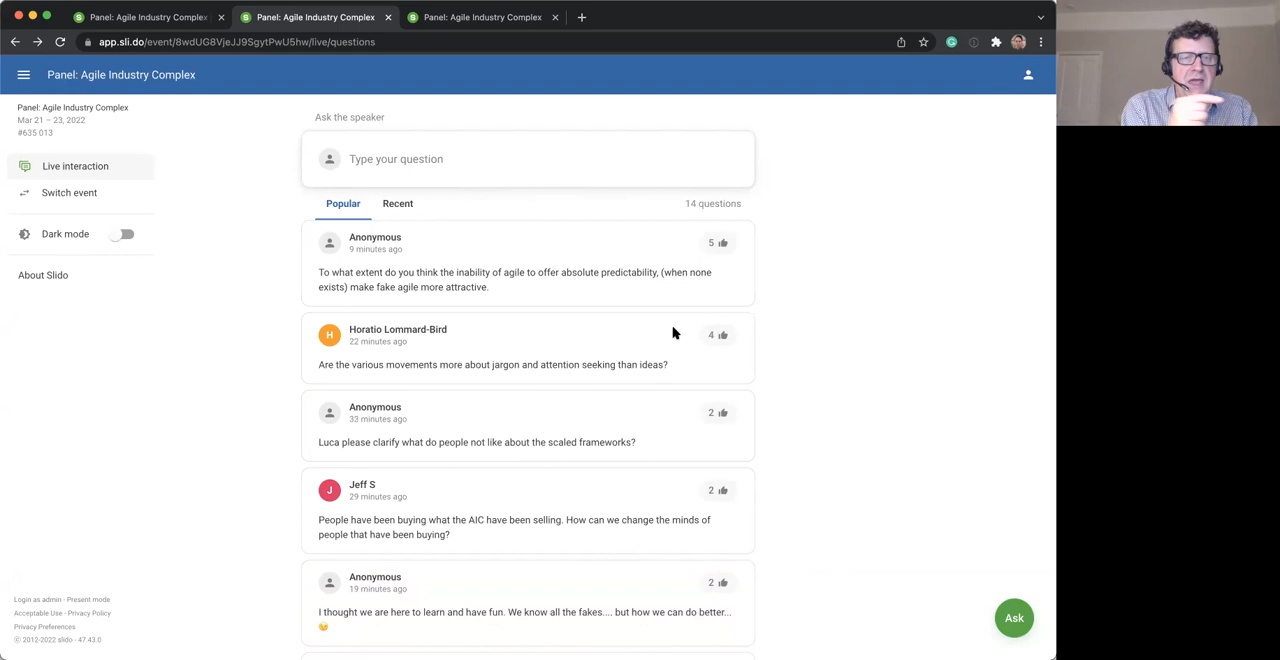 Panel: Agile Industry Complex
Panel: Agile Industry Complex
Panel: Agile Industry Complex
app.sli.do/event/8wdUG8VjeJJ9SgytPwU5hw/live/questions
Panel: Agile Industry Complex
Panel: Agile Industry Complex
Mar 21 – 23, 2022
#635 013
Live interaction
Switch event
Dark mode
About Slido
Login as admin - Present mode
Acceptable Use - Privacy Policy
Privacy Preferences
© 2012-2022 slido - 47.43.0
Ask the speaker
Type your question
Popular Recent 14 questions
Anonymous
9 minutes ago
5
To what extent do you think the inability of agile to offer absolute predictability, (when none
exists) make fake agile more attractive.
H
Horatio Lommard-Bird
22 minutes ago
4
Are the various movements more about jargon and attention seeking than ideas?
Anonymous
33 minutes ago
2
Luca please clarify what do people not like about the scaled frameworks?
J
Jeff S
29 minutes ago
2
People have been buying what the AIC have been selling. How can we change the minds of
people that have been buying?
Anonymous
19 minutes ago
2
I thought we are here to learn and have fun. We know all the fakes.... but how we can do better...
Ask